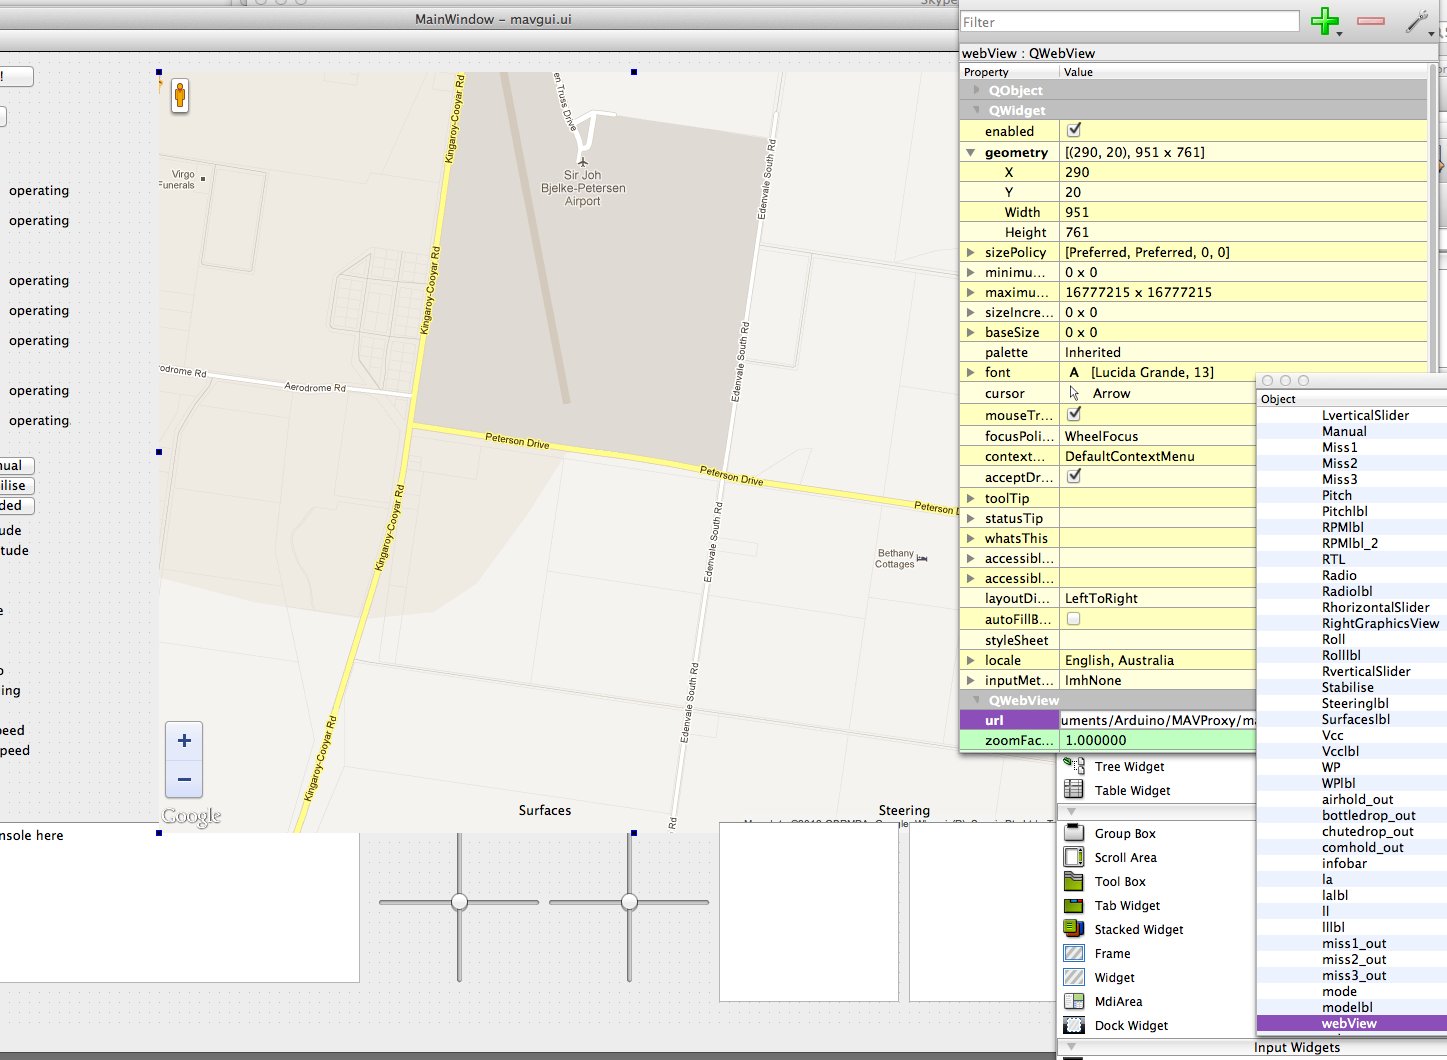 Skype
MainWindow – mavgui.ui
Filter
webView : QWebView
Property Value
QObject
QWidget
enabled
geometry [(290, 20), 951 x 761]
X 290
Y 20
Width 951
Height 761
sizePolicy [Preferred, Preferred, 0, 0]
minimu... 0 x 0
maximu... 16777215 x 16777215
sizeIncre... 0 x 0
baseSize 0 x 0
palette Inherited
font A [Lucida Grande, 13]
cursor Arrow
mouseTr...
focusPoli... WheelFocus
context... DefaultContextMenu
acceptDr...
toolTip
statusTip
whatsThis
accessibl...
accessibl...
layoutDi... LeftToRight
autoFillB...
styleSheet
locale English, Australia
inputMet... ImhNone
QWebView
url uments/Arduino/MAVProxy/ma
zoomFac... 1.000000
!
operating
operating
operating
operating
operating
operating
operating
nual
ilise
ded
ude
tude
e
o
ing
peed
peed
nsole here
en Truss Drive
Kingaroy-Cooyar Rd
Kingaroy-Cooyar Rd
Kingaroy-Cooyar Rd
Kingaroy-Cooyar Rd
Virgo
Funerals
Sir Joh
Bjelke-Petersen
Airport
Edenvale South Rd
Edenvale South Rd
Edenvale South Rd
Edenvale South Rd
Rd
odrome Rd
Aerodrome Rd
Peterson Drive
Peterson Drive
Peterson D
Bethany
Cottages
+
−
Google
Surfaces
Steering
Tree Widget
Table Widget
Group Box
Scroll Area
Tool Box
Tab Widget
Stacked Widget
Frame
Widget
MdiArea
Dock Widget
Input Widgets
Object
LverticalSlider
Manual
Miss1
Miss2
Miss3
Pitch
Pitchlbl
RPMlbl
RPMlbl_2
RTL
Radio
Radiolbl
RhorizontalSlider
RightGraphicsView
Roll
Rolllbl
RverticalSlider
Stabilise
Steeringlbl
Surfaceslbl
Vcc
Vcclbl
WP
WPlbl
airhold_out
bottledrop_out
chutedrop_out
comhold_out
infobar
la
lalbl
ll
lllbl
miss1_out
miss2_out
miss3_out
mode
modelbl
webView